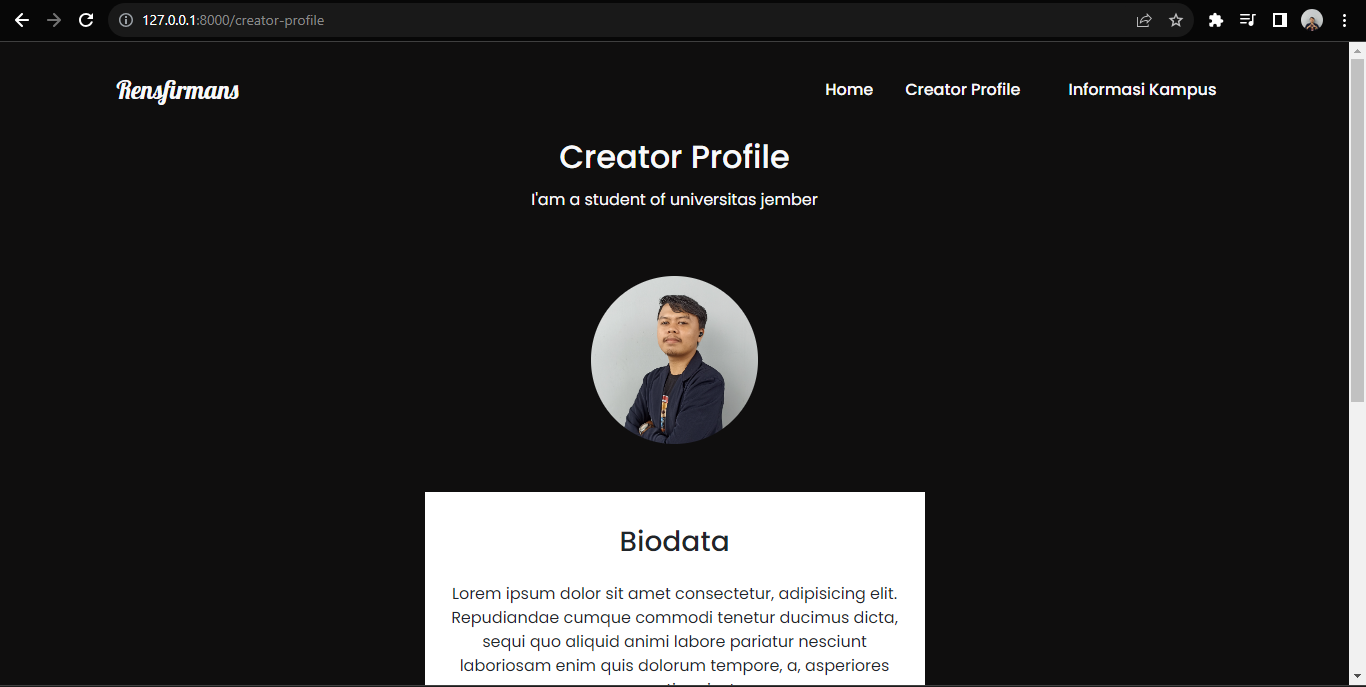 127.0.0.1:8000/creator-profile
Rensfirmans
Home
Creator Profile
Informasi Kampus
Creator Profile
I'am a student of universitas jember
Biodata
Lorem ipsum dolor sit amet consectetur, adipisicing elit.
Repudiandae cumque commodi tenetur ducimus dicta,
sequi quo aliquid animi labore pariatur nesciunt
laboriosam enim quis dolorum tempore, a, asperiores